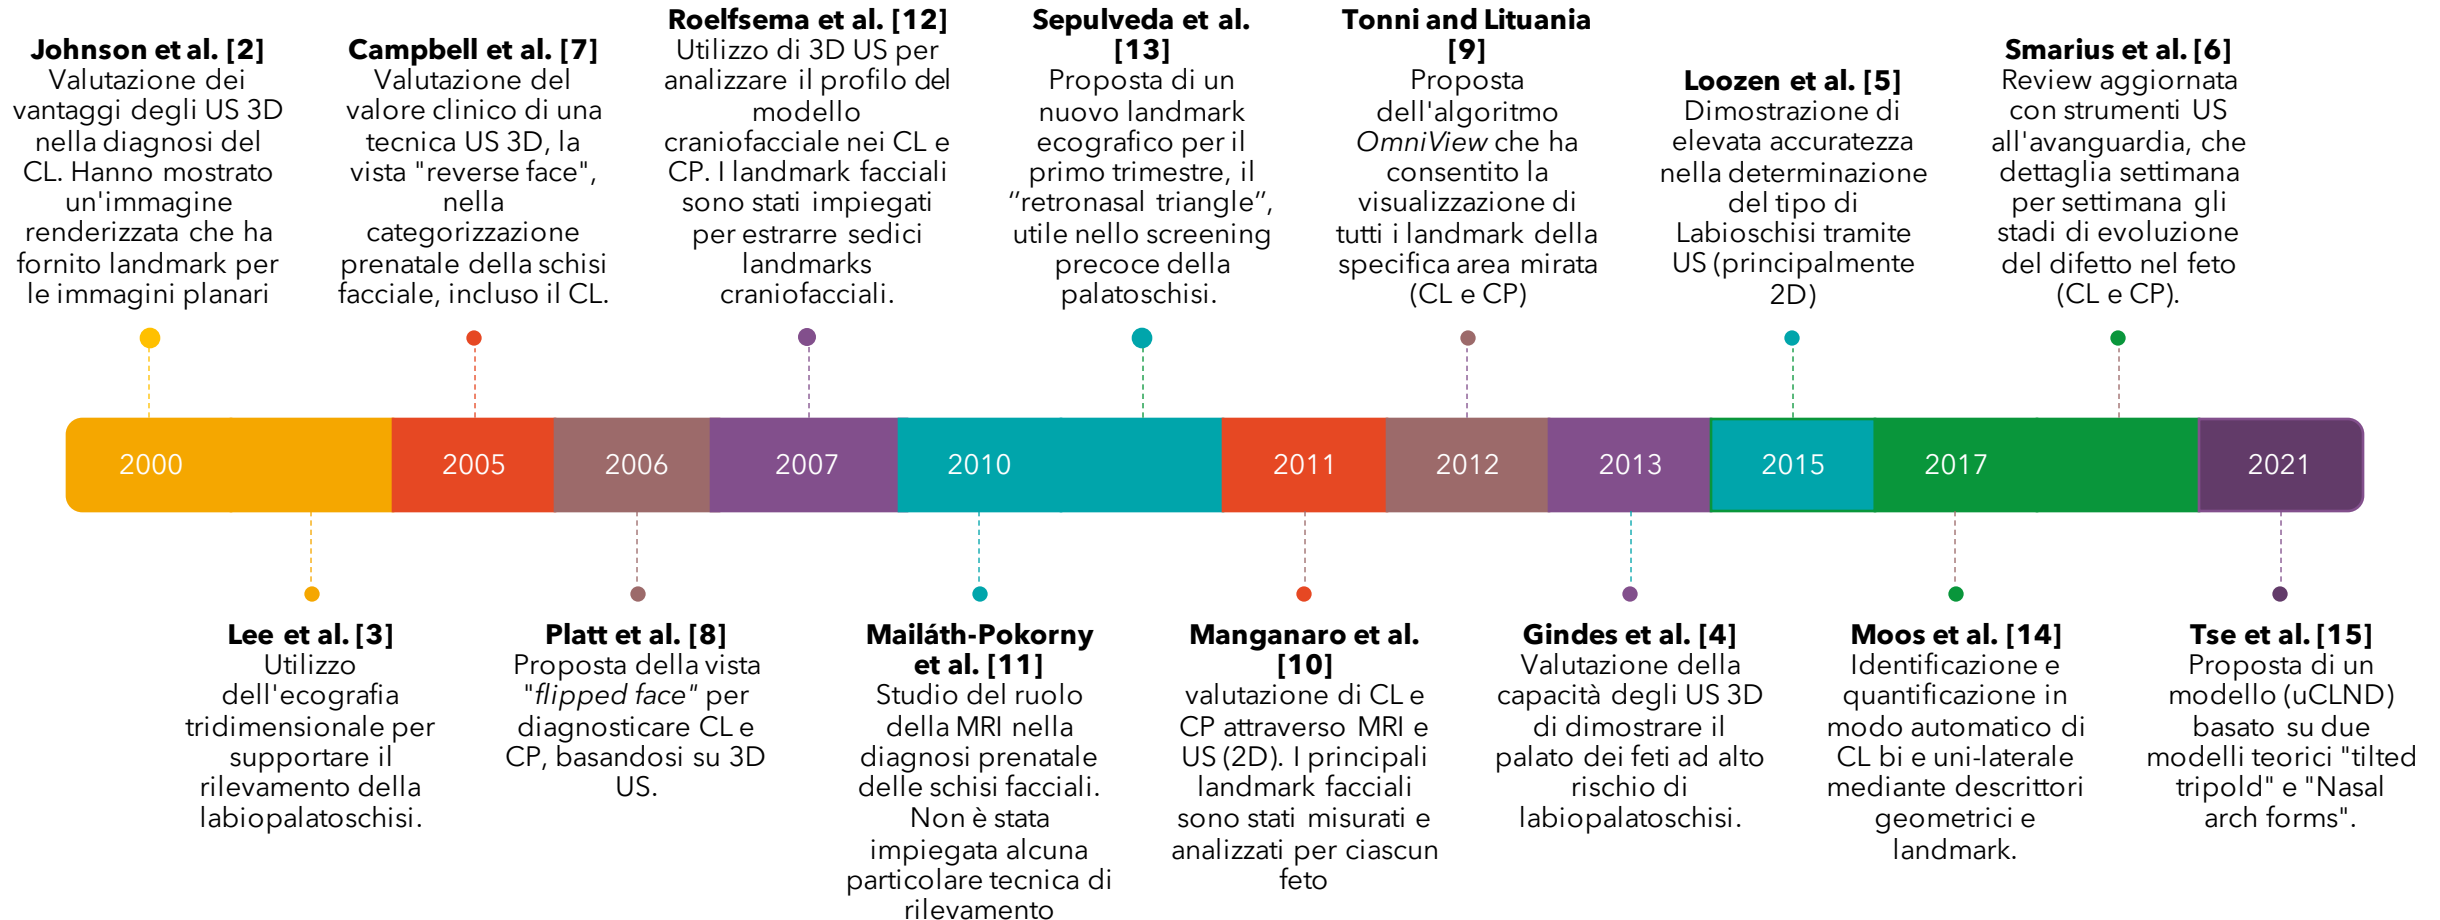 Johnson et al. [2]
Valutazione dei
vantaggi degli US 3D
nella diagnosi del
CL. Hanno mostrato
un'immagine
renderizzata che ha
fornito landmark per
le immagini planari
Campbell et al. [7]
Valutazione del
valore clinico di una
tecnica US 3D, la
vista "reverse face",
nella
categorizzazione
prenatale della schisi
facciale, incluso il CL.
Roelfsema et al. [12]
Utilizzo di 3D US per
analizzare il profilo del
modello
craniofacciale nei CL e
CP. I landmark facciali
sono stati impiegati
per estrarre sedici
landmarks
craniofacciali.
Sepulveda et al.
[13]
Proposta di un
nuovo landmark
ecografico per il
primo trimestre, il
“retronasal triangle”,
utile nello screening
precoce della
palatoschisi.
Tonni and Lituania
[9]
Proposta
dell'algoritmo
OmniView che ha
consentito la
visualizzazione di
tutti i landmark della
specifica area mirata
(CL e CP)
Loozen et al. [5]
Dimostrazione di
elevata accuratezza
nella determinazione
del tipo di
Labioschisi tramite
US (principalmente
2D)
Smarius et al. [6]
Review aggiornata
con strumenti US
all'avanguardia, che
dettaglia settimana
per settimana gli
stadi di evoluzione
del difetto nel feto
(CL e CP).
2000
2005
2006
2007
2010
2011
2012
2013
2015
2017
2021
Lee et al. [3]
Utilizzo
dell'ecografia
tridimensionale per
supportare il
rilevamento della
labiopalatoschisi.
Platt et al. [8]
Proposta della vista
"flipped face" per
diagnosticare CL e
CP, basandosi su 3D
US.
Mailáth-Pokorny
et al. [11]
Studio del ruolo
della MRI nella
diagnosi prenatale
delle schisi facciali.
Non è stata
impiegata alcuna
particolare tecnica di
rilevamento
Manganaro et al.
[10]
valutazione di CL e
CP attraverso MRI e
US (2D). I principali
landmark facciali
sono stati misurati e
analizzati per ciascun
feto
Gindes et al. [4]
Valutazione della
capacità degli US 3D
di dimostrare il
palato dei feti ad alto
rischio di
labiopalatoschisi.
Moos et al. [14]
Identificazione e
quantificazione in
modo automatico di
CL bi e uni-laterale
mediante descrittori
geometrici e
landmark.
Tse et al. [15]
Proposta di un
modello (uCLND)
basato su due
modelli teorici "tilted
tripold" e "Nasal
arch forms".